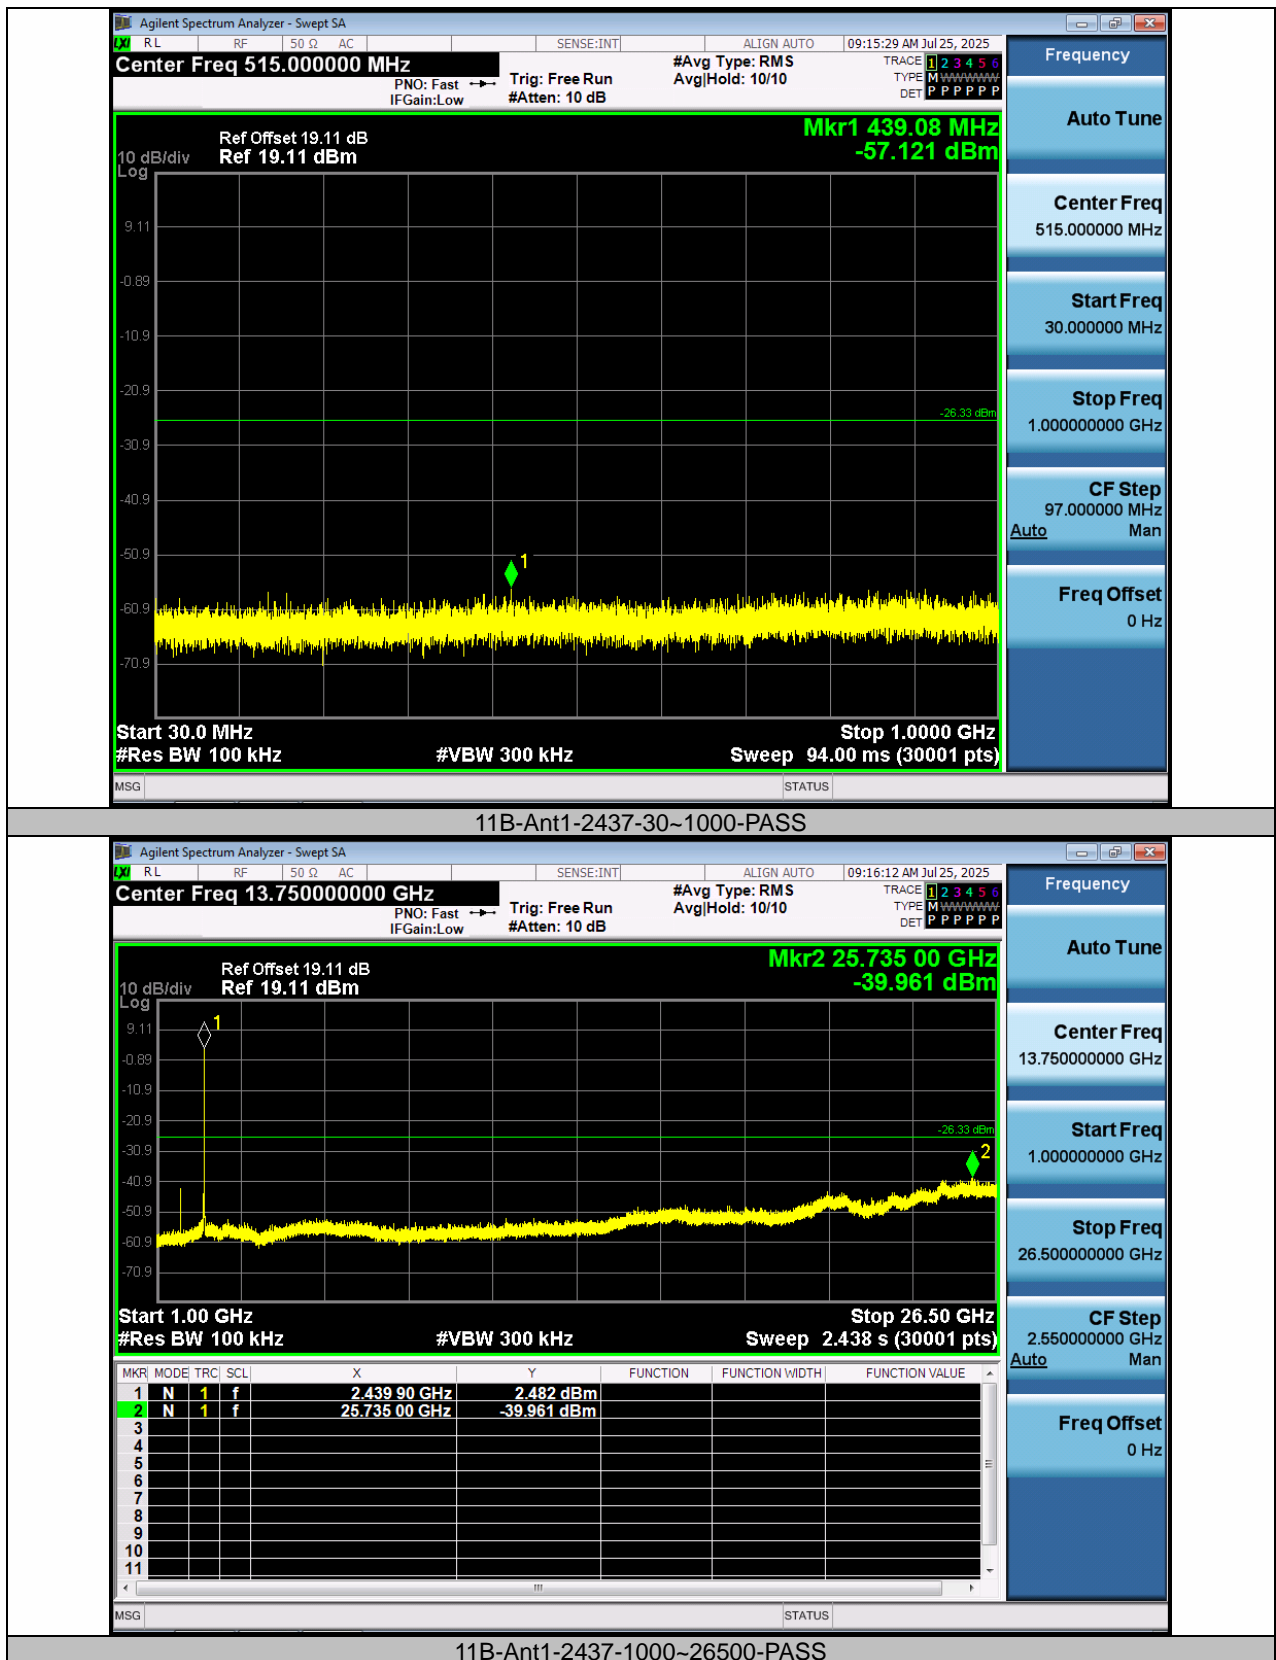 Agilent Spectrum Analyzer - Swept SA
LXI RL RF 50 Ω AC SENSE:INT ALIGN AUTO 09:15:29 AM Jul 25, 2025
Center Freq 515.000000 MHz
PNO: Fast
IFGain:Low
Trig: Free Run
#Atten: 10 dB
#Avg Type: RMS
Avg|Hold: 10/10
TRACE 1 2 3 4 5 6
TYPE M W W W W W
DET P P P P P P
Mkr1 439.08 MHz
-57.121 dBm
Ref Offset 19.11 dB
10 dB/div Ref 19.11 dBm
Log
9.11
-0.89
-10.9
-20.9
-26.33 dBm
-30.9
-40.9
-50.9
1
-60.9
-70.9
Start 30.0 MHz Stop 1.0000 GHz
#Res BW 100 kHz #VBW 300 kHz Sweep 94.00 ms (30001 pts)
MSG STATUS
Frequency
Auto Tune
Center Freq
515.000000 MHz
Start Freq
30.000000 MHz
Stop Freq
1.000000000 GHz
CF Step
97.000000 MHz
Auto Man
Freq Offset
0 Hz
11B-Ant1-2437-30~1000-PASS
Agilent Spectrum Analyzer - Swept SA
LXI RL RF 50 Ω AC SENSE:INT ALIGN AUTO 09:16:12 AM Jul 25, 2025
Center Freq 13.750000000 GHz
PNO: Fast
IFGain:Low
Trig: Free Run
#Atten: 10 dB
#Avg Type: RMS
Avg|Hold: 10/10
TRACE 1 2 3 4 5 6
TYPE M W W W W W
DET P P P P P P
Mkr2 25.735 00 GHz
-39.961 dBm
Ref Offset 19.11 dB
10 dB/div Ref 19.11 dBm
Log
1
9.11
-0.89
-10.9
-20.9
-26.33 dBm
-30.9
2
-40.9
-50.9
-60.9
-70.9
Start 1.00 GHz Stop 26.50 GHz
#Res BW 100 kHz #VBW 300 kHz Sweep 2.438 s (30001 pts)
MKR MODE TRC SCL X Y FUNCTION FUNCTION WIDTH FUNCTION VALUE
1 N 1 f 2.439 90 GHz 2.482 dBm
2 N 1 f 25.735 00 GHz -39.961 dBm
3
4
5
6
7
8
9
10
11
MSG STATUS
Frequency
Auto Tune
Center Freq
13.750000000 GHz
Start Freq
1.000000000 GHz
Stop Freq
26.500000000 GHz
CF Step
2.550000000 GHz
Auto Man
Freq Offset
0 Hz
11B-Ant1-2437-1000~26500-PASS